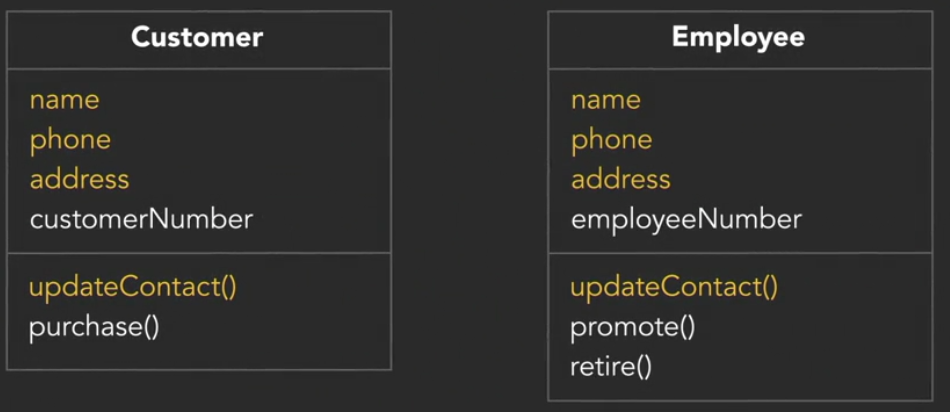 Customer
name
phone
address
customerNumber
updateContact()
purchase()
Employee
name
phone
address
employeeNumber
updateContact()
promote()
retire()